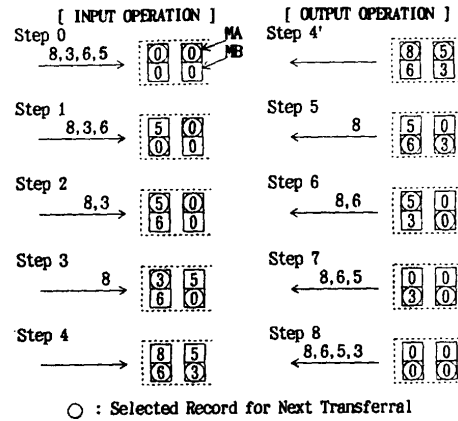 [ INPUT OPERATION ]
Step 0
8,3,6,5
0 0 MA
0 0 MB
Step 1
8,3,6
5 0
0 0
Step 2
8,3
5 0
6 0
Step 3
8
3 5
6 0
Step 4
8 5
6 3
[ OUTPUT OPERATION ]
Step 4'
8 5
6 3
Step 5
8
5 0
6 3
Step 6
8,6
5 0
3 0
Step 7
8,6,5
0 0
3 0
Step 8
8,6,5,3
0 0
0 0
○ : Selected Record for Next Transferral